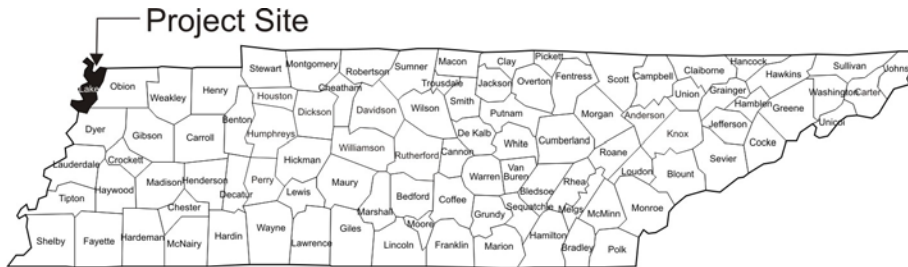 Project Site
Pickett
Clay
Macon
Hancock
Sullivan
Johns
Montgomery
Sumner
Robertson
Stewart
Fentress
Scott
Campbell
Claiborne
Hawkins
Lake
Obion
Henry
Cheatham
Trousdale
Jackson
Overton
Union
Grainger
Washington
Carter
Weakley
Houston
Dickson
Davidson
Wilson
Smith
Putnam
Morgan
Anderson
Hamblen
Greene
Unicoi
Dyer
Gibson
Carroll
Benton
Humphreys
De Kalb
White
Cumberland
Knox
Jefferson
Cocke
Williamson
Rutherford
Cannon
Roane
Sevier
Lauderdale
Crockett
Hickman
Warren
Van
Buren
Rhea
Loudon
Blount
Haywood
Madison
Henderson
Decatur
Perry
Lewis
Maury
Bedford
Coffee
Bledsoe
Tipton
Chester
Marshall
Grundy
Sequatchie
Meigs
McMinn
Monroe
Shelby
Fayette
Hardeman
McNairy
Hardin
Wayne
Lawrence
Giles
Moore
Lincoln
Franklin
Marion
Hamilton
Bradley
Polk